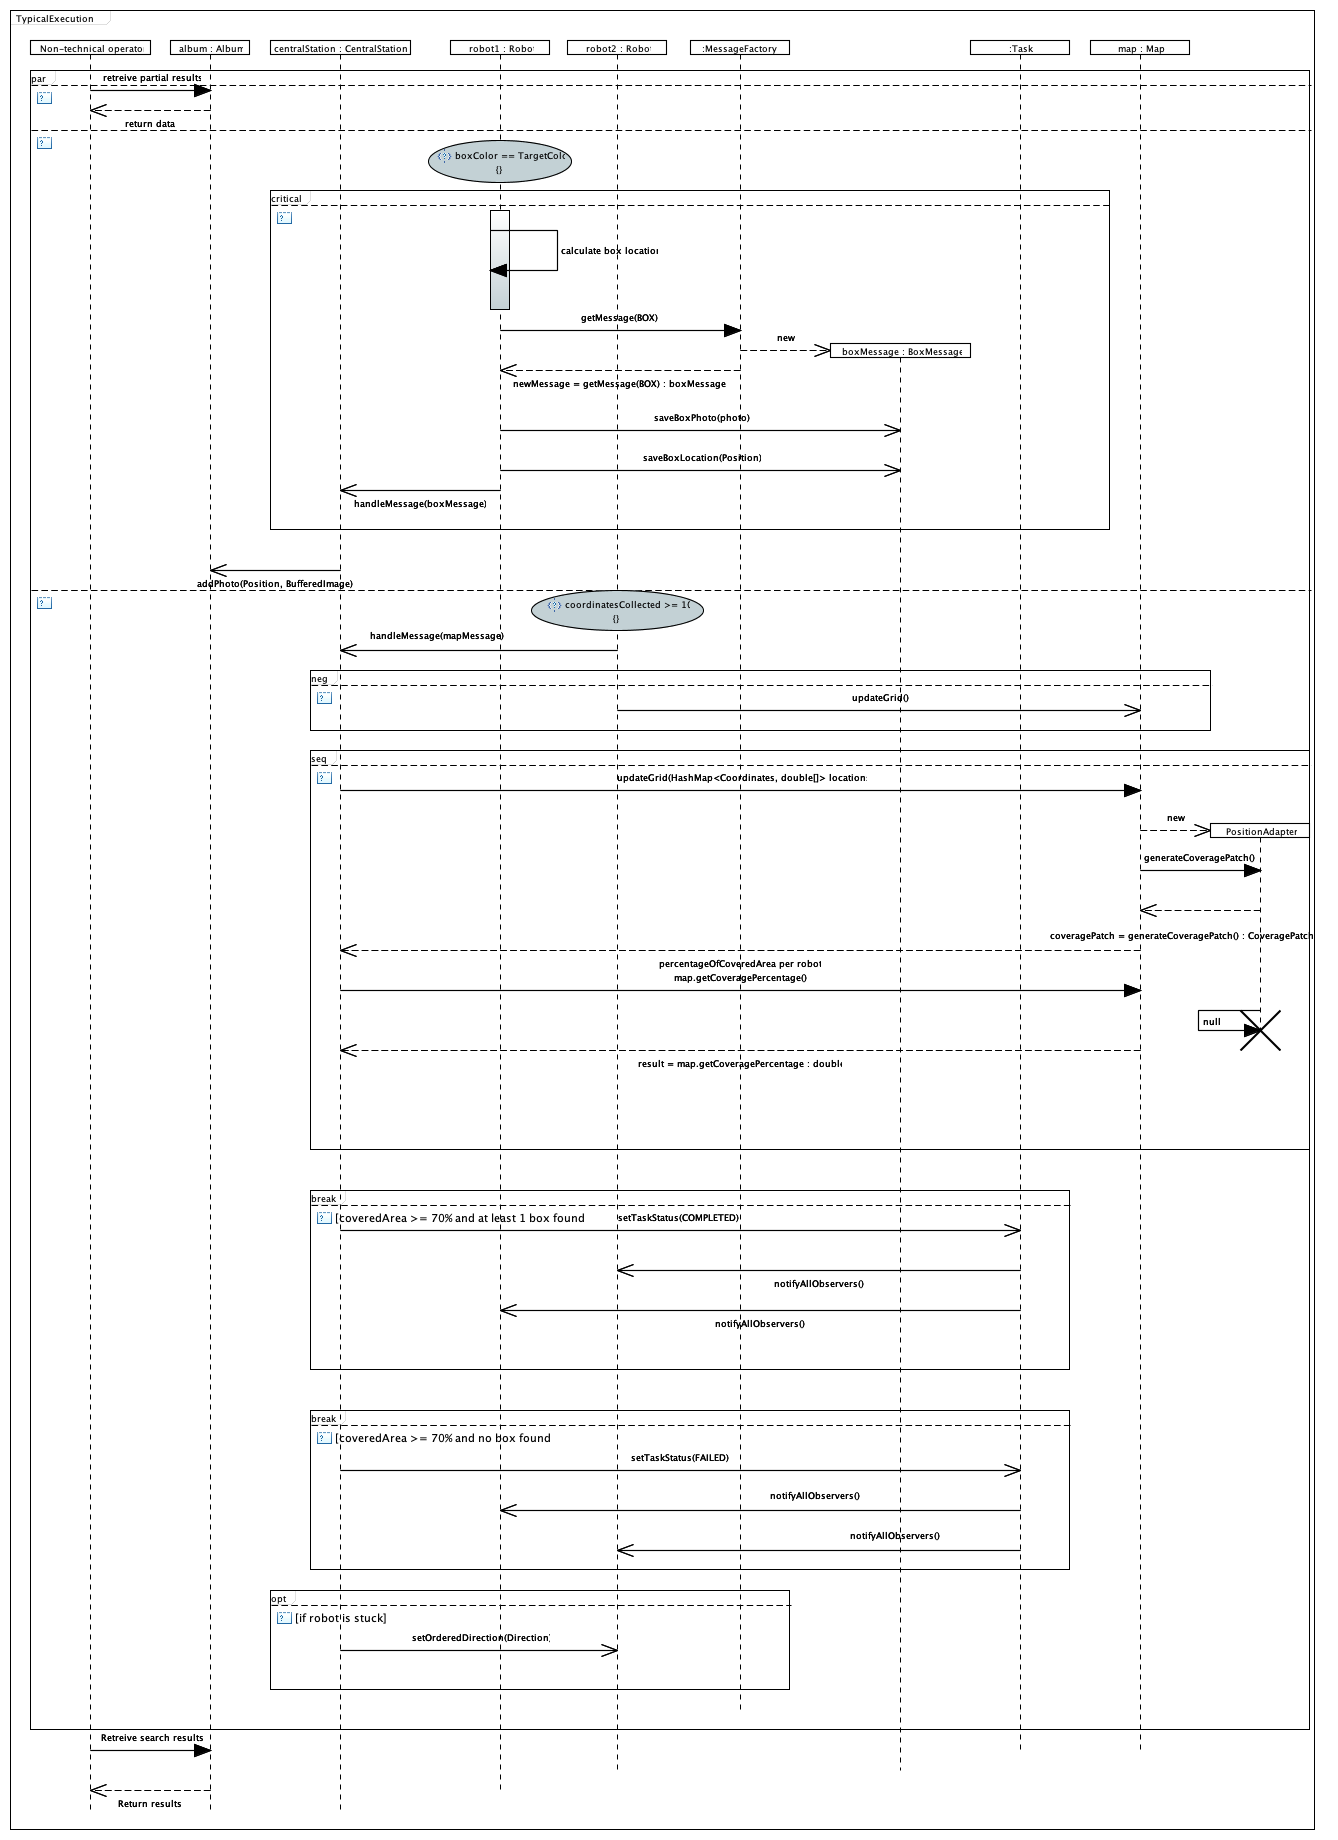 TypicalExecution
Non-technical operato
album : Album
centralStation : CentralStation
robot1 : Robo
robot2 : Robo
:MessageFactory
:Task
map : Map
par
retreive partial results
?
return data
?
{?} boxColor == TargetColo
{}
critical
?
calculate box location
getMessage(BOX)
new
boxMessage : BoxMessage
newMessage = getMessage(BOX) : boxMessage
saveBoxPhoto(photo)
saveBoxLocation(Position)
handleMessage(boxMessage)
addPhoto(Position, BufferedImage)
?
{?} coordinatesCollected >= 10
{}
handleMessage(mapMessage)
neg
?
updateGrid()
seq
?
updateGrid(HashMap<Coordinates, double[]> location
new
PositionAdapter
generateCoveragePatch()
coveragePatch = generateCoveragePatch() : CoveragePatch
percentageOfCoveredArea per robot
map.getCoveragePercentage()
null
result = map.getCoveragePercentage : double
break
? [coveredArea >= 70% and at least 1 box found
setTaskStatus(COMPLETED)
notifyAllObservers()
notifyAllObservers()
break
? [coveredArea >= 70% and no box found
setTaskStatus(FAILED)
notifyAllObservers()
notifyAllObservers()
opt
? [if robot is stuck]
setOrderedDirection(Direction)
Retreive search results
Return results